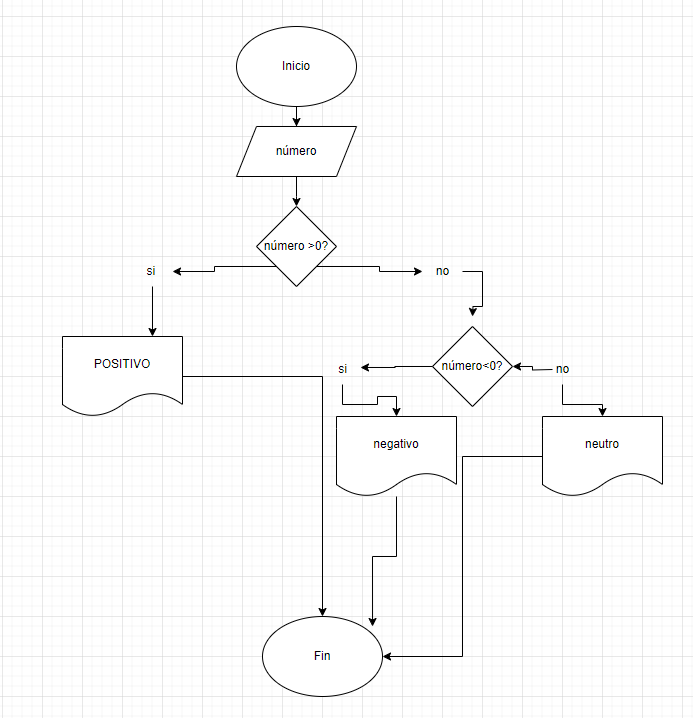 Inicio
número
número >0?
si
no
POSITIVO
si
número<0?
no
negativo
neutro
Fin